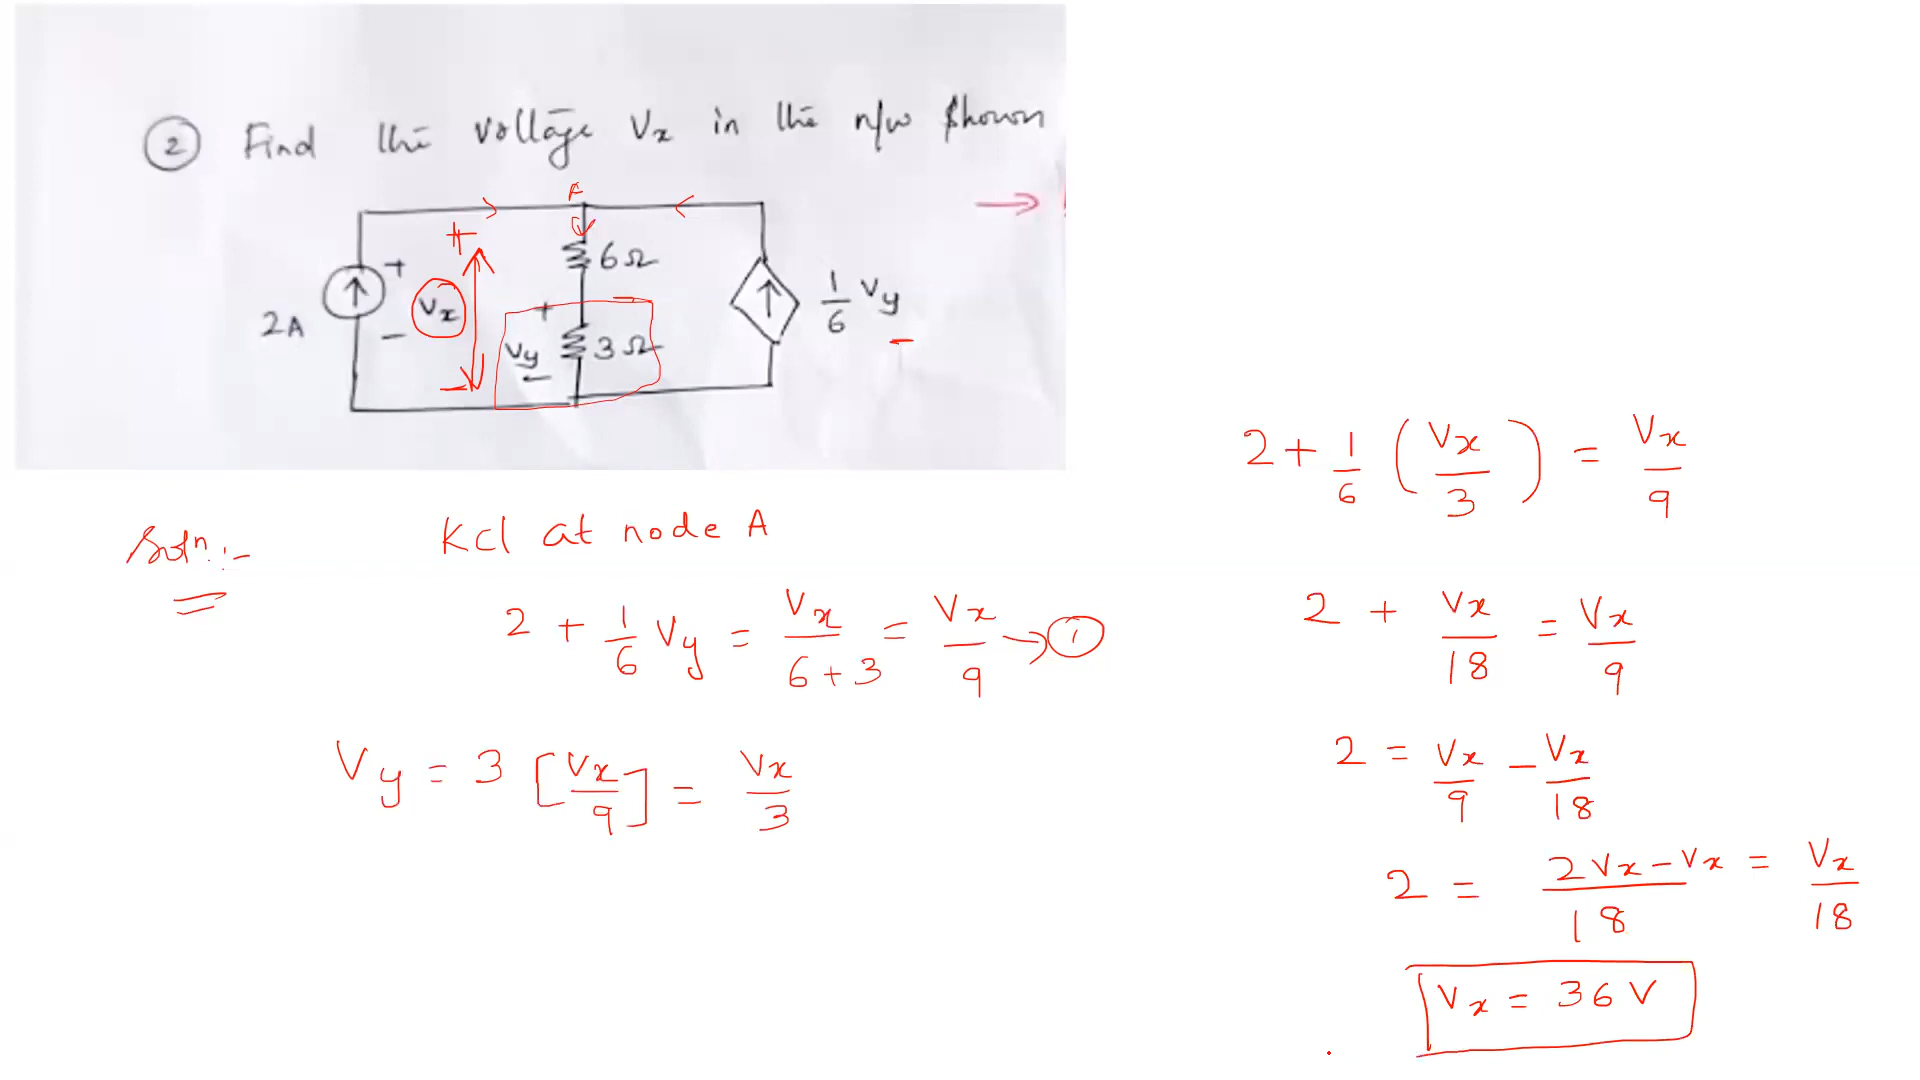 ② Find the voltage Vx in the n/w shown
A
+
6Ω
+
Vx
-
2A
+
Vy
-
3Ω
1/6 Vy
Soln :-
KCl at node A
2 + 1/6 Vy = Vx/(6+3) = Vx/9 → ①
Vy = 3 [Vx/9] = Vx/3
2 + 1/6 (Vx/3) = Vx/9
2 + Vx/18 = Vx/9
2 = Vx/9 - Vx/18
2 = (2Vx - Vx)/18 = Vx/18
Vx = 36 V